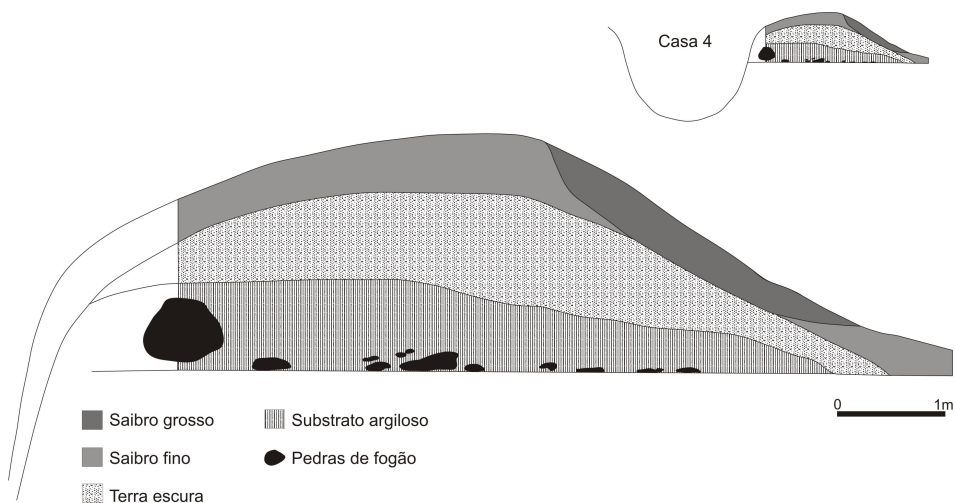 Casa 4
0 1m
Saibro grosso
Substrato argiloso
Saibro fino
Pedras de fogão
Terra escura